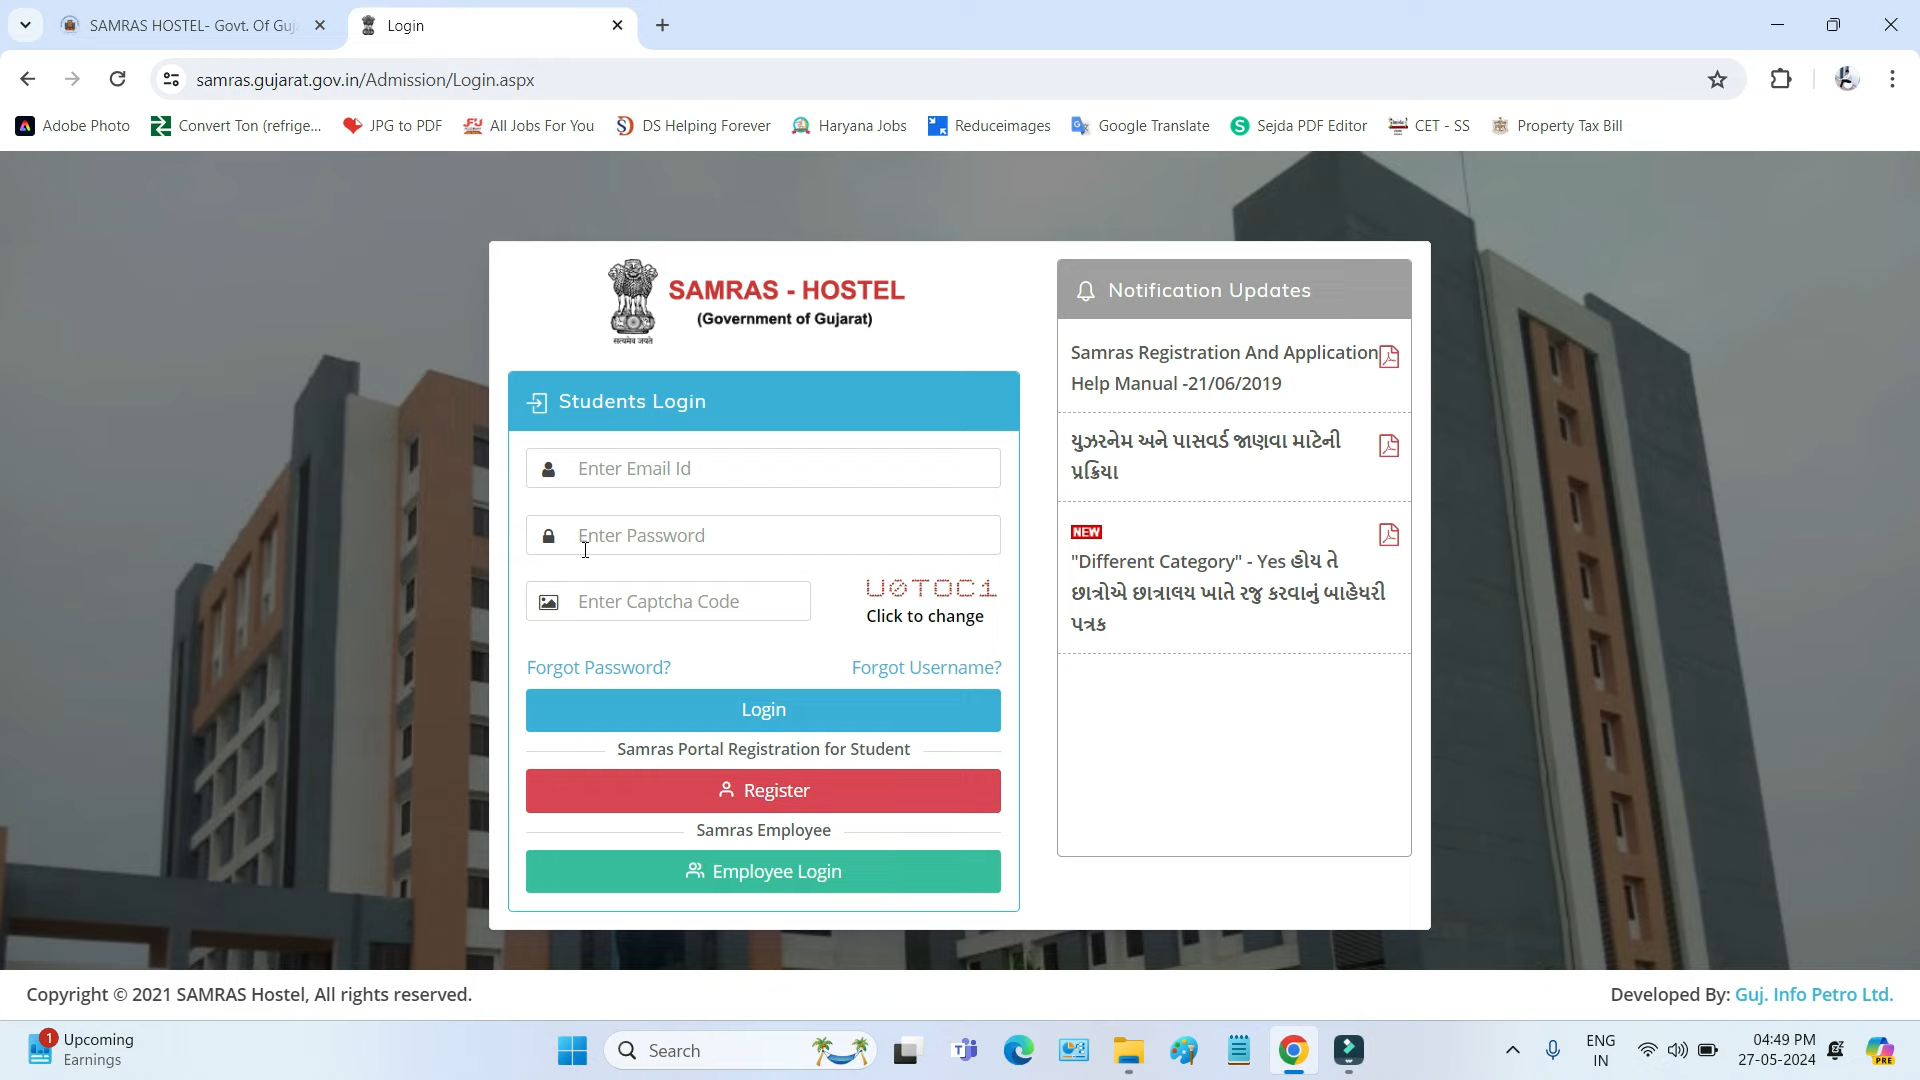 SAMRAS HOSTEL- Govt. Of Guj
Login
samras.gujarat.gov.in/Admission/Login.aspx
Adobe Photo
Convert Ton (refrige...
JPG to PDF
All Jobs For You
DS Helping Forever
Haryana Jobs
Reduceimages
Google Translate
Sejda PDF Editor
CET - SS
Property Tax Bill
सत्यमेव जयते
SAMRAS - HOSTEL
(Government of Gujarat)
Students Login
Enter Email Id
Enter Password
Enter Captcha Code
U0TOC1
Click to change
Forgot Password?
Forgot Username?
Login
Samras Portal Registration for Student
Register
Samras Employee
Employee Login
Notification Updates
Samras Registration And Application
Help Manual -21/06/2019
યુઝરનેમ અને પાસવર્ડ જાણવા માટેની
પ્રક્રિયા
NEW
"Different Category" - Yes હોય તે
છાત્રોએ છાત્રાલય ખાતે રજુ કરવાનું બાહેધરી
પત્રક
Copyright © 2021 SAMRAS Hostel, All rights reserved.
Developed By: Guj. Info Petro Ltd.
1
Upcoming
Earnings
Search
ENG
IN
04:49 PM
27-05-2024
PRE